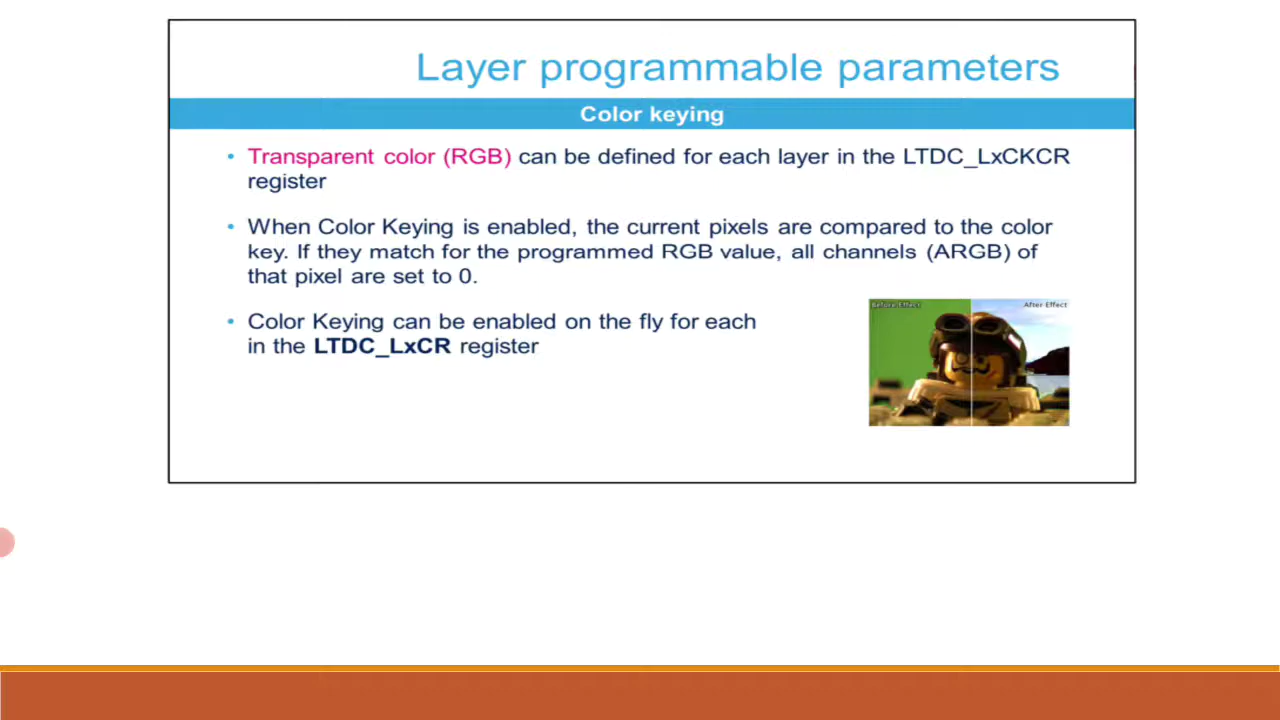 Layer programmable parameters
Color keying
• Transparent color (RGB) can be defined for each layer in the LTDC_LxCKCR
register
• When Color Keying is enabled, the current pixels are compared to the color
key. If they match for the programmed RGB value, all channels (ARGB) of
that pixel are set to 0.
• Color Keying can be enabled on the fly for each
in the LTDC_LxCR register
Before Effect
After Effect